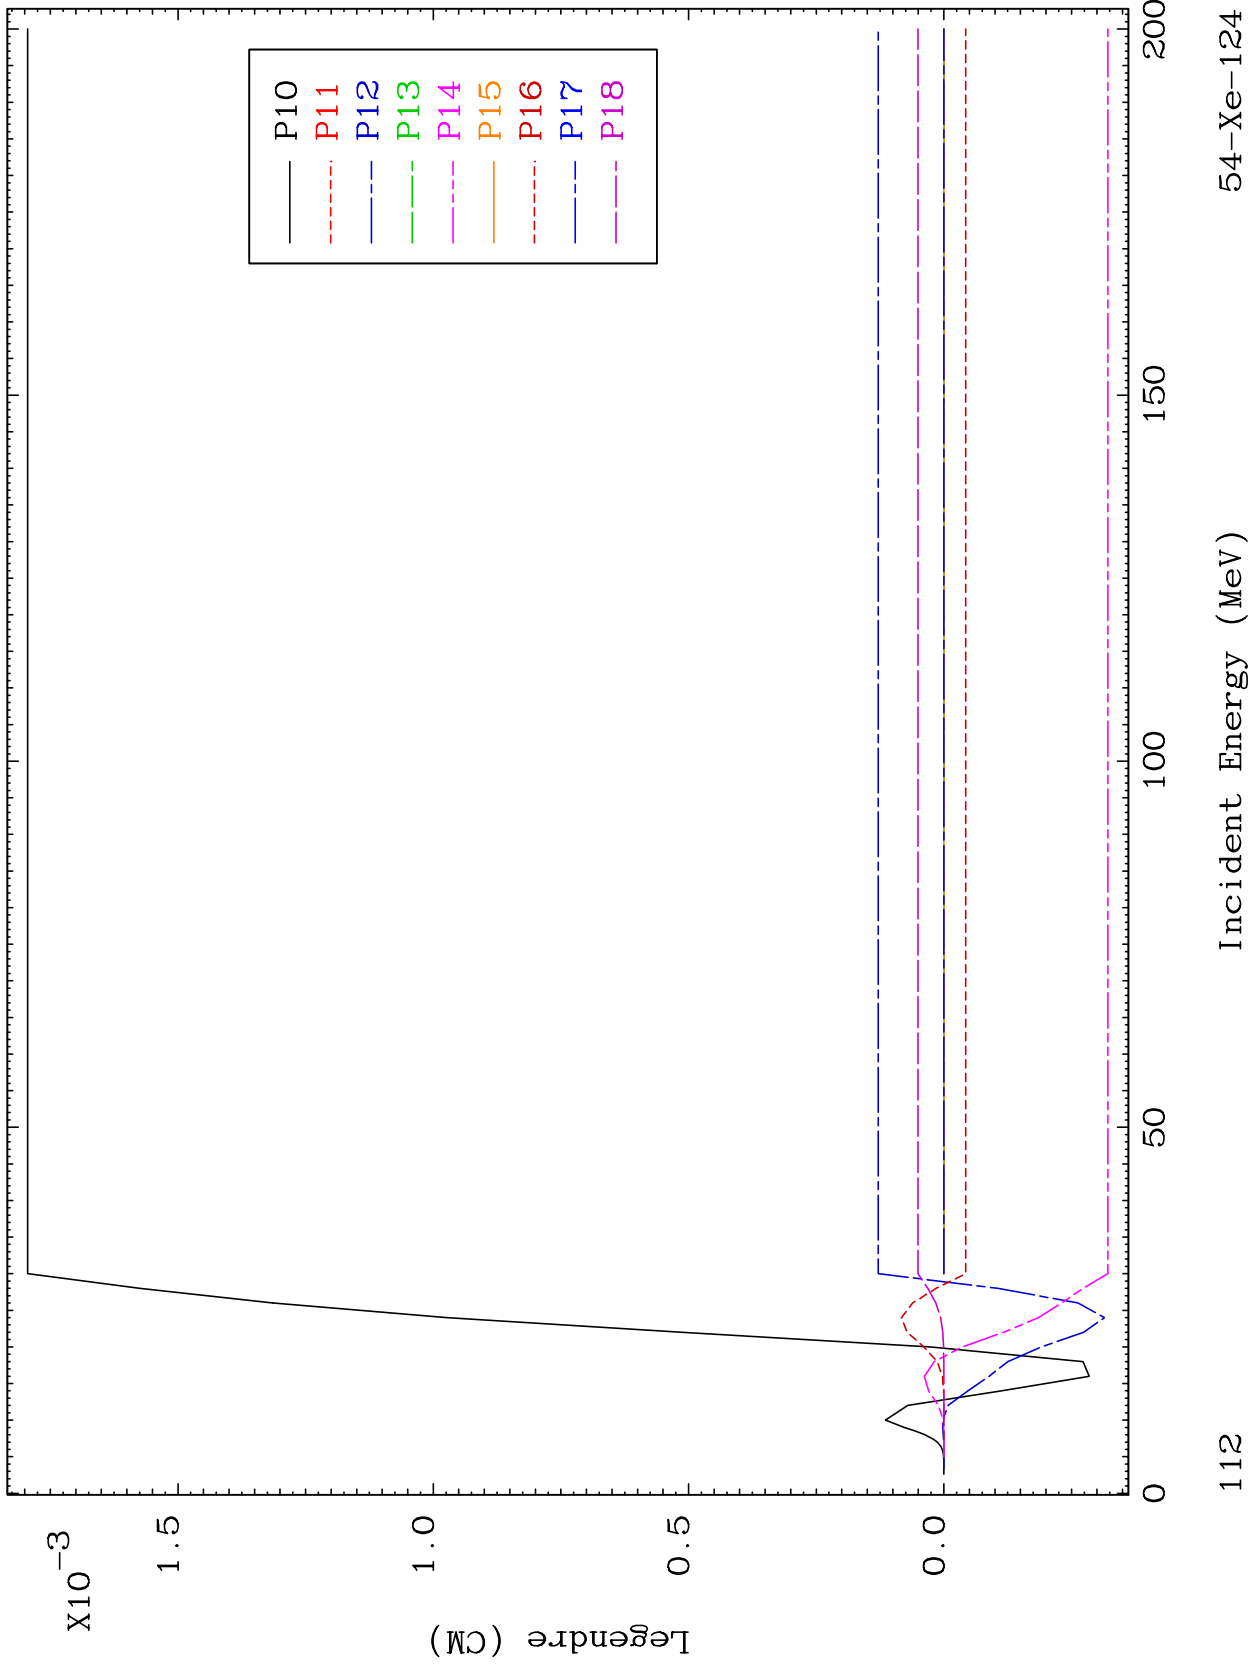 X10-3
1.5
1.0
0.5
0.0
Legendre (CM)
P10
P11
P12
P13
P14
P15
P16
P17
P18
0 50 100 150 200
112 Incident Energy (MeV) 54-Xe-124